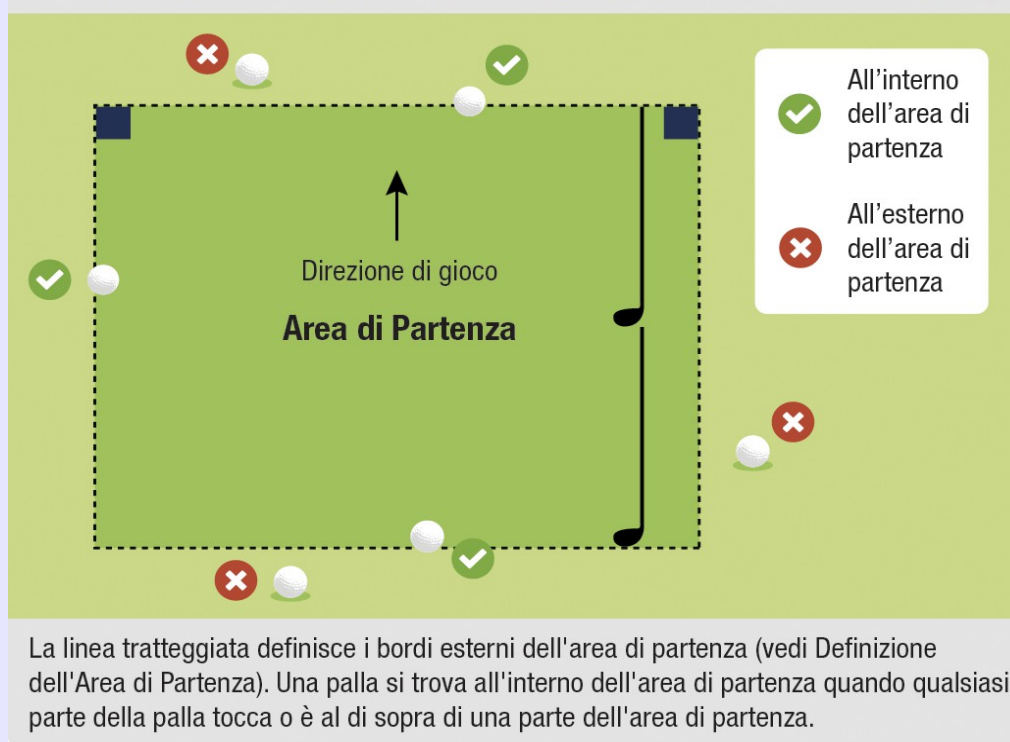 All'interno
dell'area di
partenza
All'esterno
dell'area di
partenza
Direzione di gioco
Area di Partenza
La linea tratteggiata definisce i bordi esterni dell'area di partenza (vedi Definizione
dell'Area di Partenza). Una palla si trova all'interno dell'area di partenza quando qualsiasi
parte della palla tocca o è al di sopra di una parte dell'area di partenza.